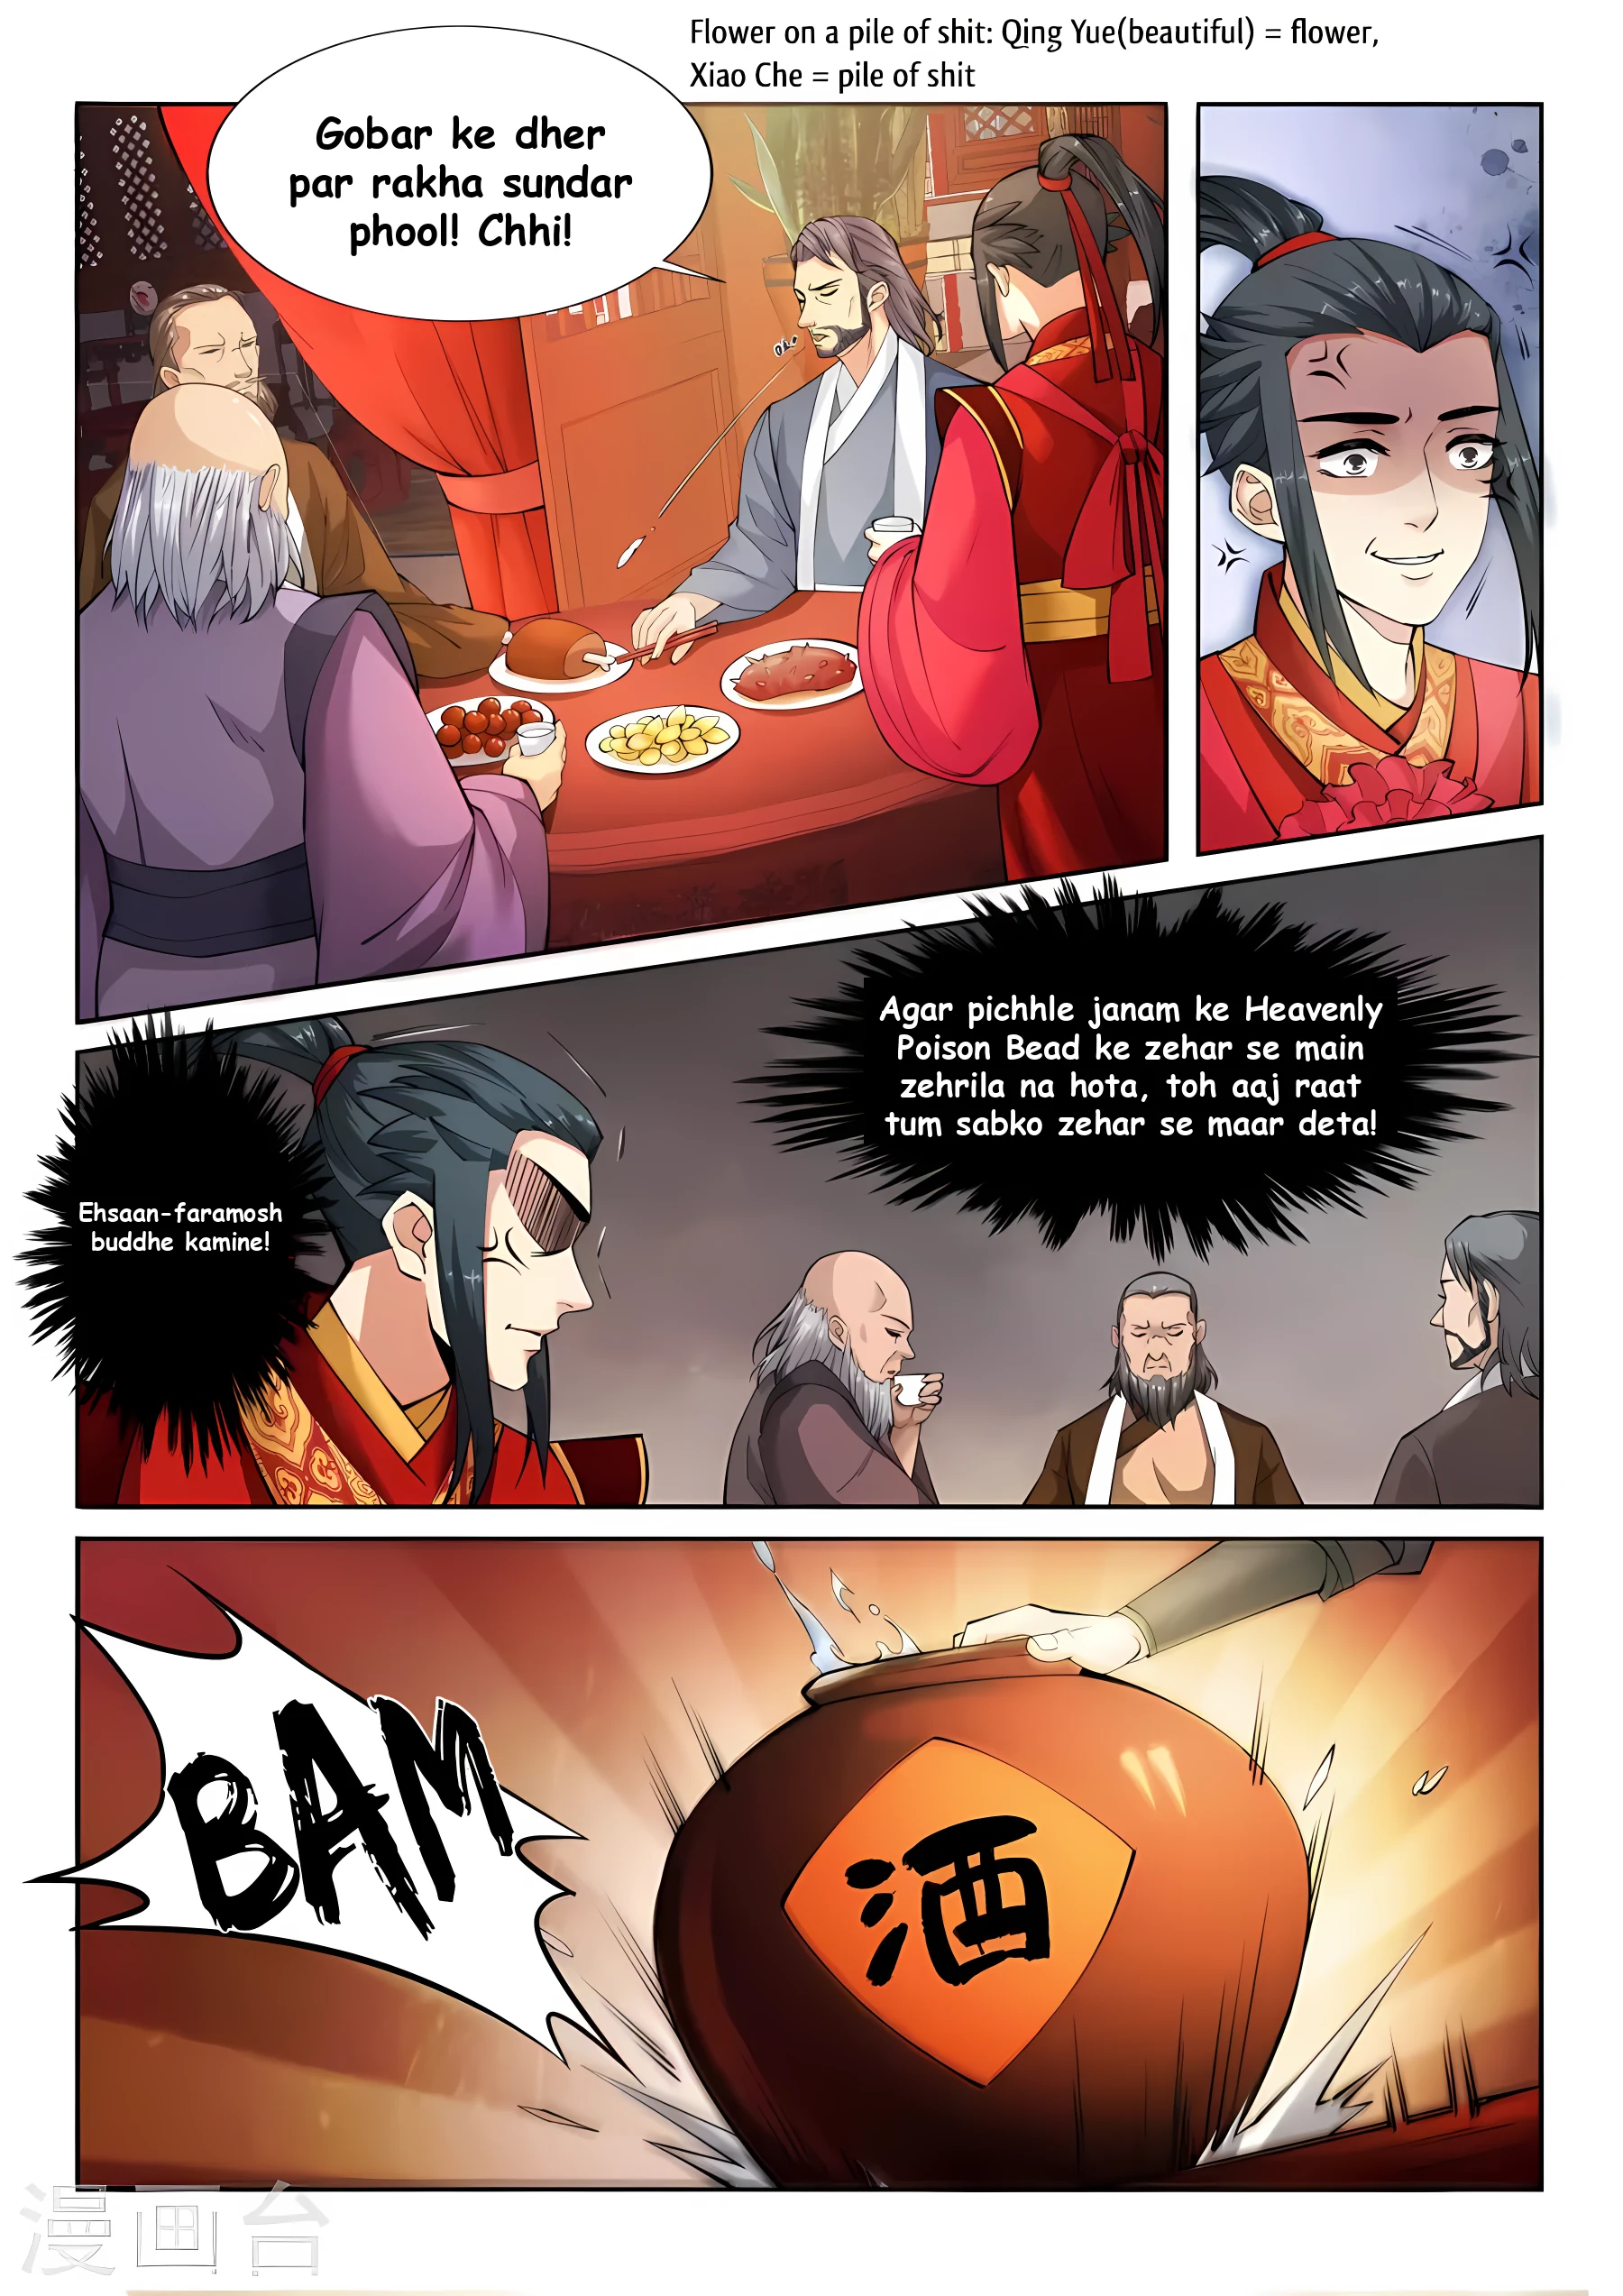 Flower on a pile of shit: Qing Yue(beautiful) = flower,
Xiao Che = pile of shit
Gobar ke dher
par rakha sundar
phool! Chhi!
Agar pichhle janam ke Heavenly
Poison Bead ke zehar se main
zehrila na hota, toh aaj raat
tum sabko zehar se maar deta!
Ehsaan-faramosh
buddhe kamine!
BAM
酒
漫画台